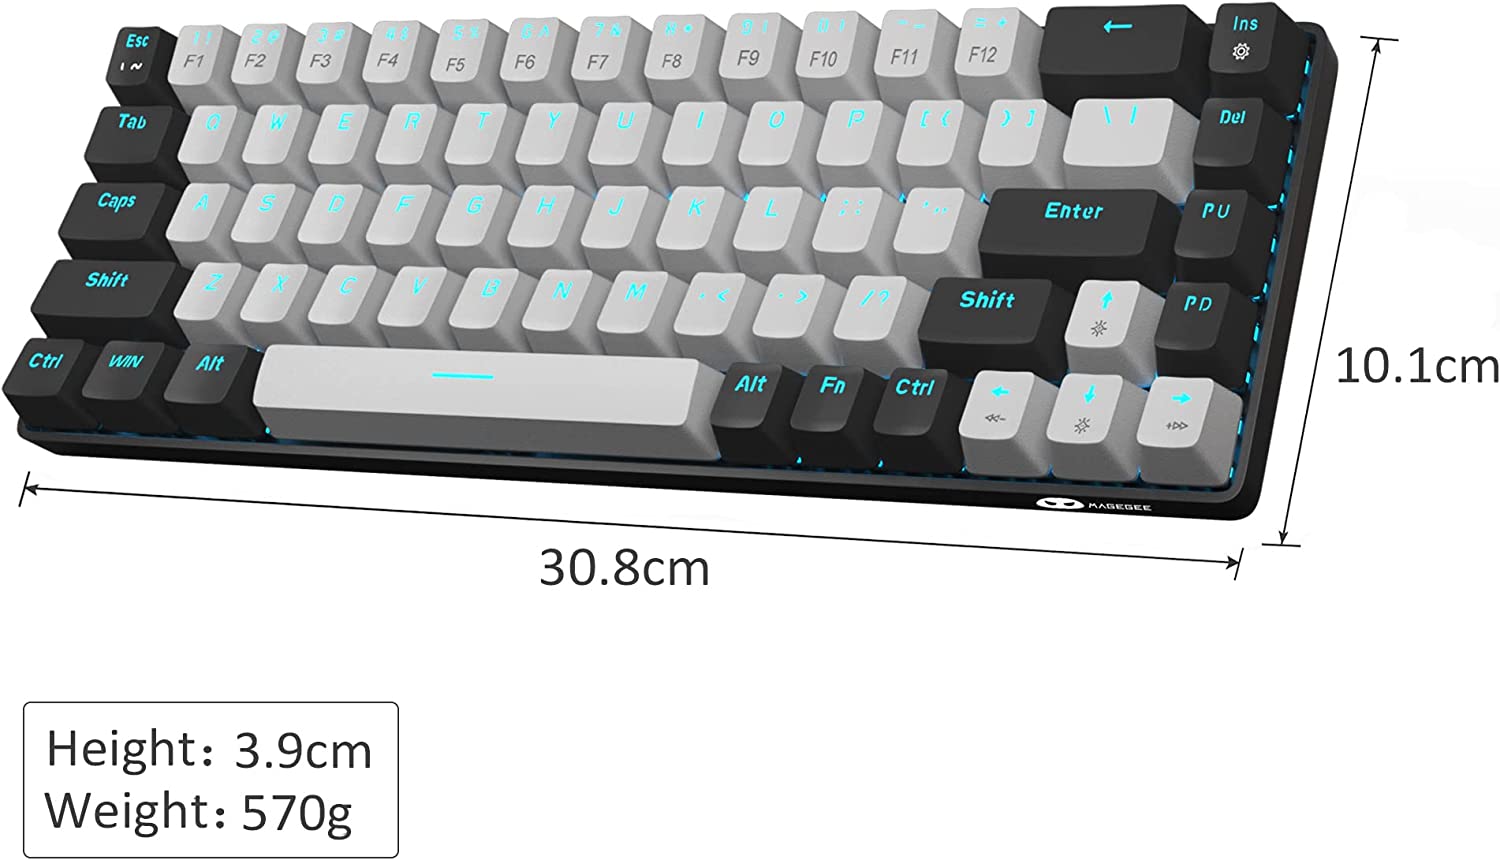 Esc ! @ # $ % ^ & * ( ) _ - = + ← Ins
\ ~ F1 F2 F3 F4 F5 F6 F7 F8 F9 F10 F11 F12
Tab Q W E R T Y U I O P [ { } ] \ | Del
Caps A S D F G H J K L ; : ' " Enter PU
Shift Z X C V B N M , < . > / ? Shift ↑ PD
Ctrl WIN Alt — Alt Fn Ctrl ← ↓ →
MAGEGEE
10.1cm
30.8cm
Height: 3.9cm
Weight: 570g